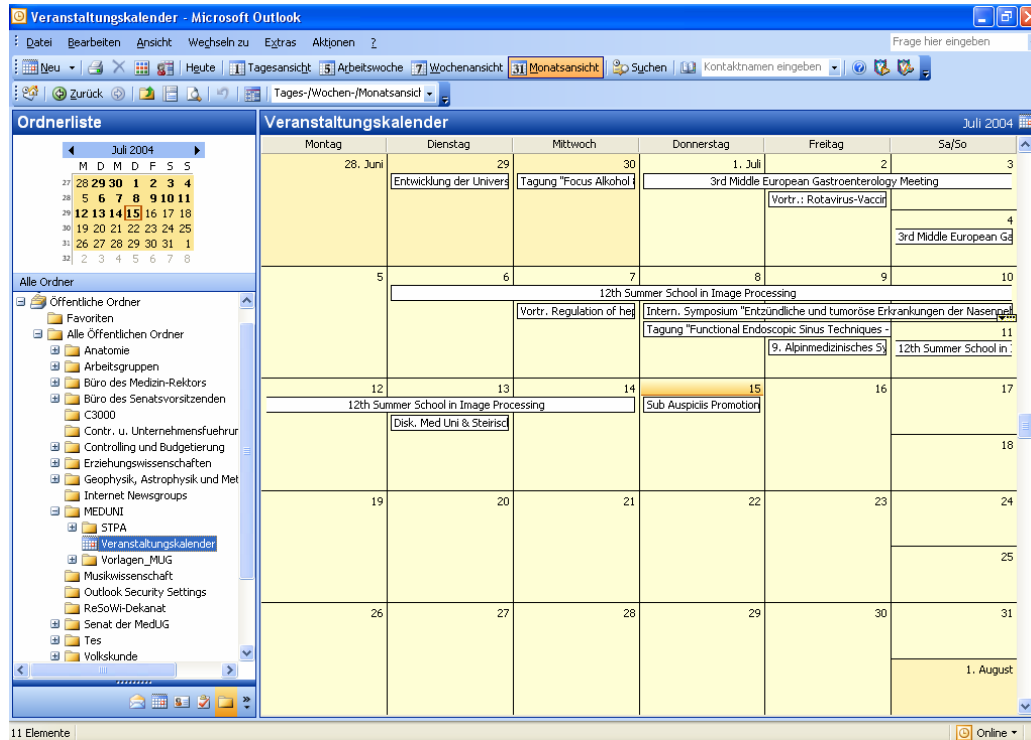 Veranstaltungskalender - Microsoft Outlook
Datei Bearbeiten Ansicht Wechseln zu Extras Aktionen ? Frage hier eingeben
Neu Heute 1 Tagesansicht 5 Arbeitswoche 7 Wochenansicht 31 Monatsansicht Suchen Kontaktnamen eingeben
Zurück Tages-/Wochen-/Monatsansicht
Ordnerliste
Juli 2004
M D M D F S S
27 28 29 30 1 2 3 4
28 5 6 7 8 9 10 11
29 12 13 14 15 16 17 18
30 19 20 21 22 23 24 25
31 26 27 28 29 30 31 1
32 2 3 4 5 6 7 8
Alle Ordner
Öffentliche Ordner
Favoriten
Alle Öffentlichen Ordner
Anatomie
Arbeitsgruppen
Büro des Medizin-Rektors
Büro des Senatsvorsitzenden
C3000
Contr. u. Unternehmensfuehrur
Controlling und Budgetierung
Erziehungswissenschaften
Geophysik, Astrophysik und Met
Internet Newsgroups
MEDUNI
STPA
Veranstaltungskalender
Vorlagen_MUG
Musikwissenschaft
Outlook Security Settings
ReSoWi-Dekanat
Senat der MedUG
Tes
Volkskunde
Veranstaltungskalender Juli 2004
Montag Dienstag Mittwoch Donnerstag Freitag Sa/So
28. Juni 29 30 1. Juli 2 3
Entwicklung der Univers Tagung "Focus Alkohol 3rd Middle European Gastroenterology Meeting
Vortr.: Rotavirus-Vaccir
4
3rd Middle European Ga
5 6 7 8 9 10
12th Summer School in Image Processing
Vortr. Regulation of hep Intern. Symposium "Entzündliche und tumoröse Erkrankungen der Nasennel
Tagung "Functional Endoscopic Sinus Techniques - 11
9. Alpinmedizinisches Sy 12th Summer School in
12 13 14 15 16 17
12th Summer School in Image Processing Sub Auspiciis Promotion
Disk. Med Uni & Steirisc
18
19 20 21 22 23 24
25
26 27 28 29 30 31
1. August
11 Elemente Online